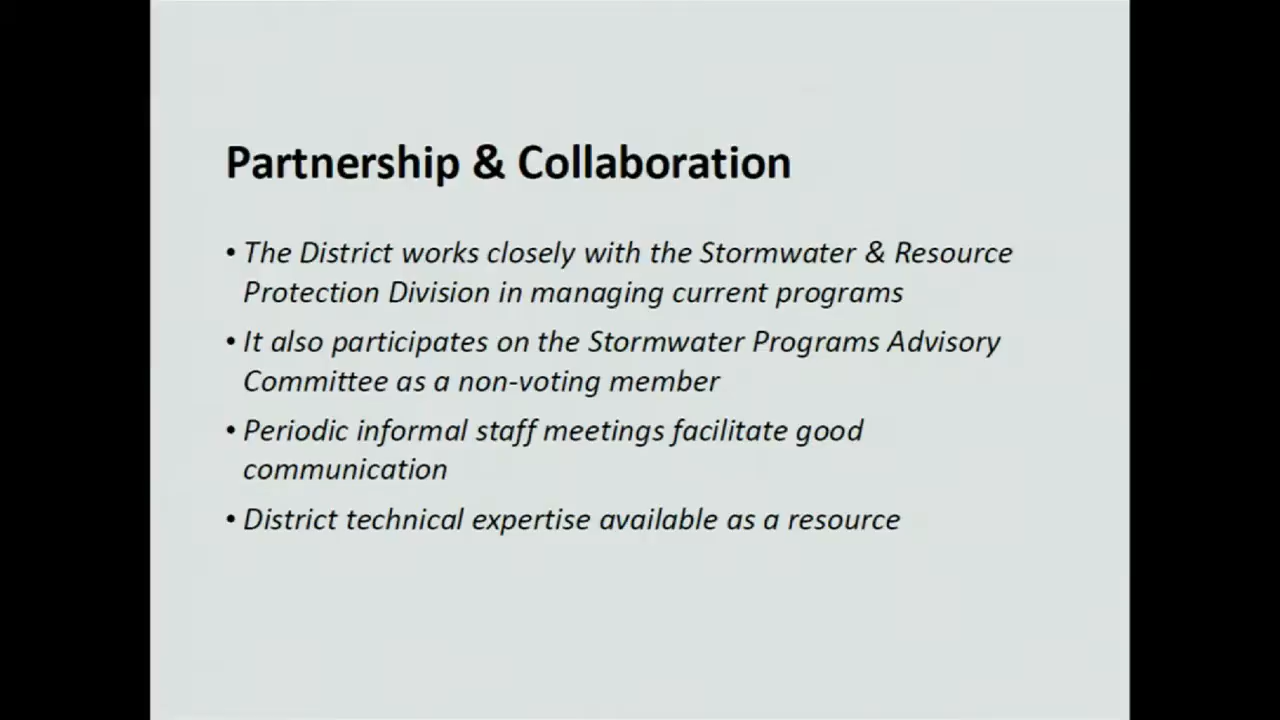 Partnership & Collaboration
• The District works closely with the Stormwater & Resource
Protection Division in managing current programs
• It also participates on the Stormwater Programs Advisory
Committee as a non-voting member
• Periodic informal staff meetings facilitate good
communication
• District technical expertise available as a resource